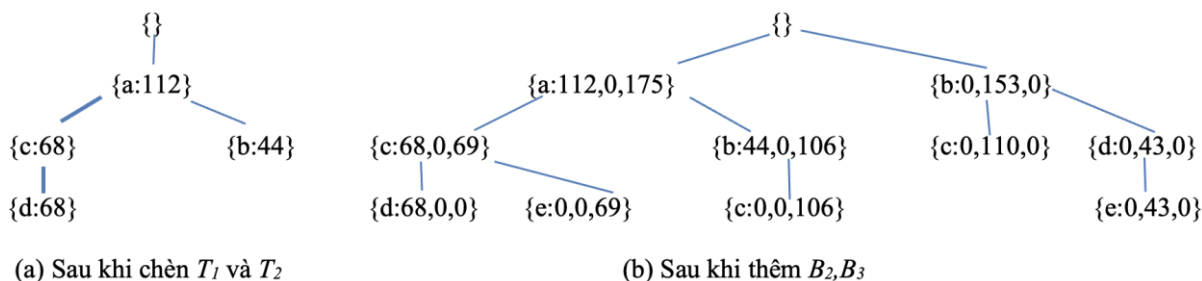 {} {}
{a:112} {a:112,0,175} {b:0,153,0}
{c:68} {b:44} {c:68,0,69} {b:44,0,106} {c:0,110,0} {d:0,43,0}
{d:68} {d:68,0,0} {e:0,0,69} {c:0,0,106} {e:0,43,0}
(a) Sau khi chèn T1 và T2 (b) Sau khi thêm B2,B3